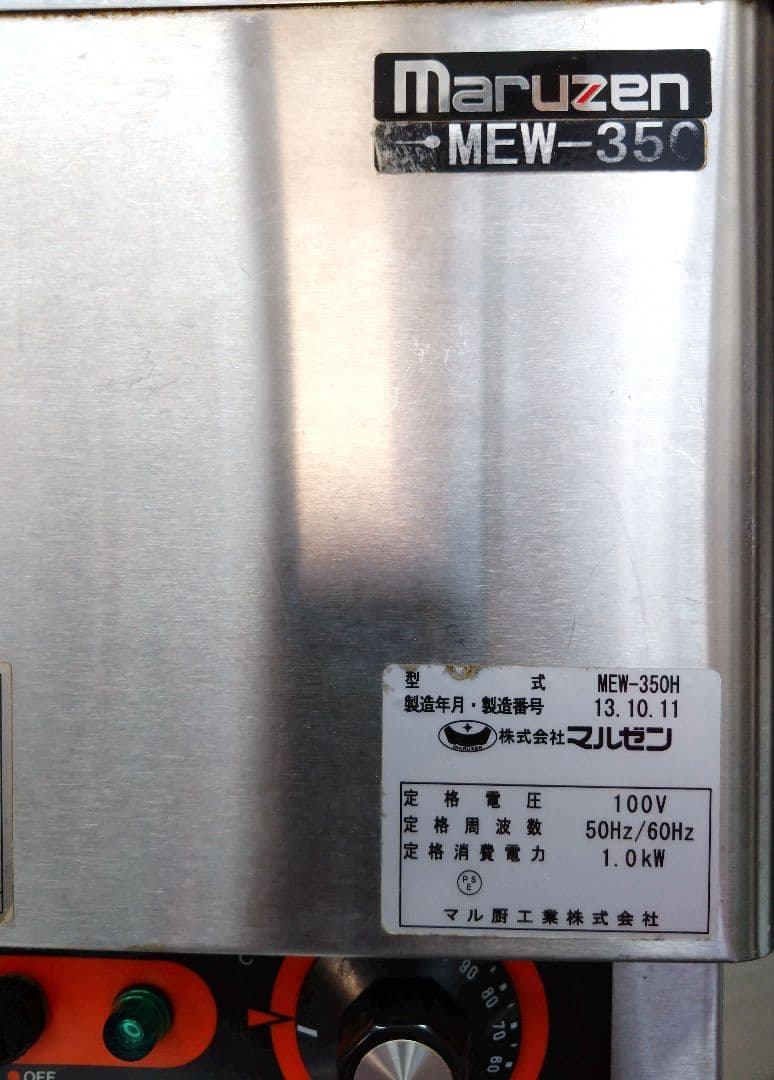 maruzen
MEW-350
型 式 MEW-350H
製造年月・製造番号 13.10.11
株式会社マルゼン
定格電圧 100V
定格周波数 50Hz/60Hz
定格消費電力 1.0kW
PSE
マル厨工業株式会社
90
80
70
60
OFF